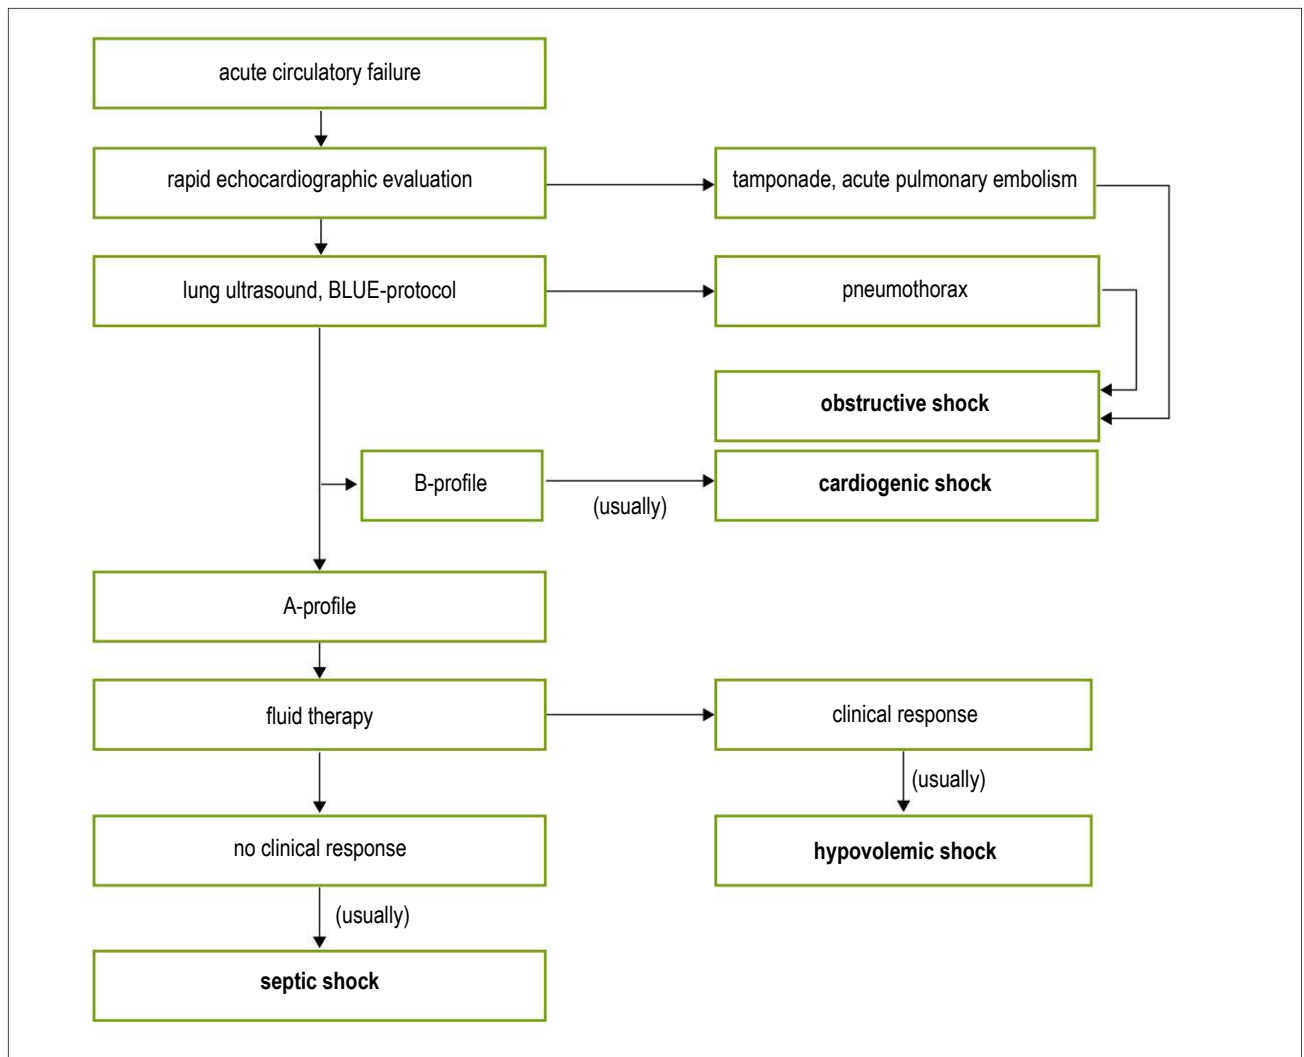 acute circulatory failure
rapid echocardiographic evaluation
tamponade, acute pulmonary embolism
lung ultrasound, BLUE-protocol
pneumothorax
obstructive shock
B-profile
(usually)
cardiogenic shock
A-profile
fluid therapy
clinical response
(usually)
no clinical response
hypovolemic shock
(usually)
septic shock